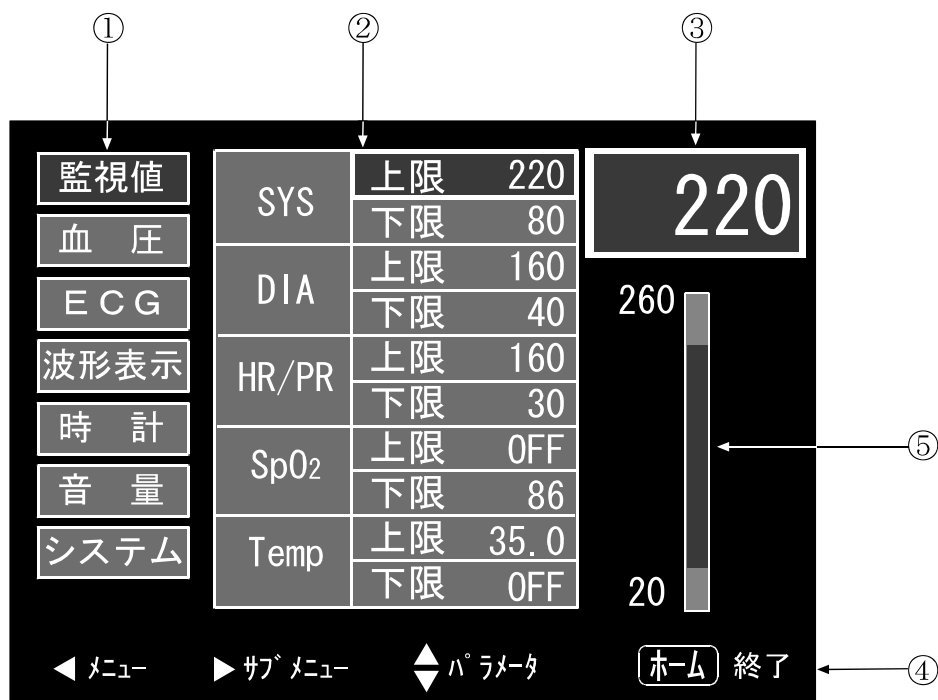 ① ② ③
監視値
血 圧
ECG
波形表示
時 計
音 量
システム
SYS 上限 220
下限 80
DIA 上限 160
下限 40
HR/PR 上限 160
下限 30
SpO₂ 上限 OFF
下限 86
Temp 上限 35.0
下限 OFF
220
260
20
⑤
◀ ﾒﾆｭｰ ▶ ｻﾌﾞﾒﾆｭｰ ▲▼ ﾊﾟﾗﾒｰﾀ ﾎｰﾑ 終了 ④